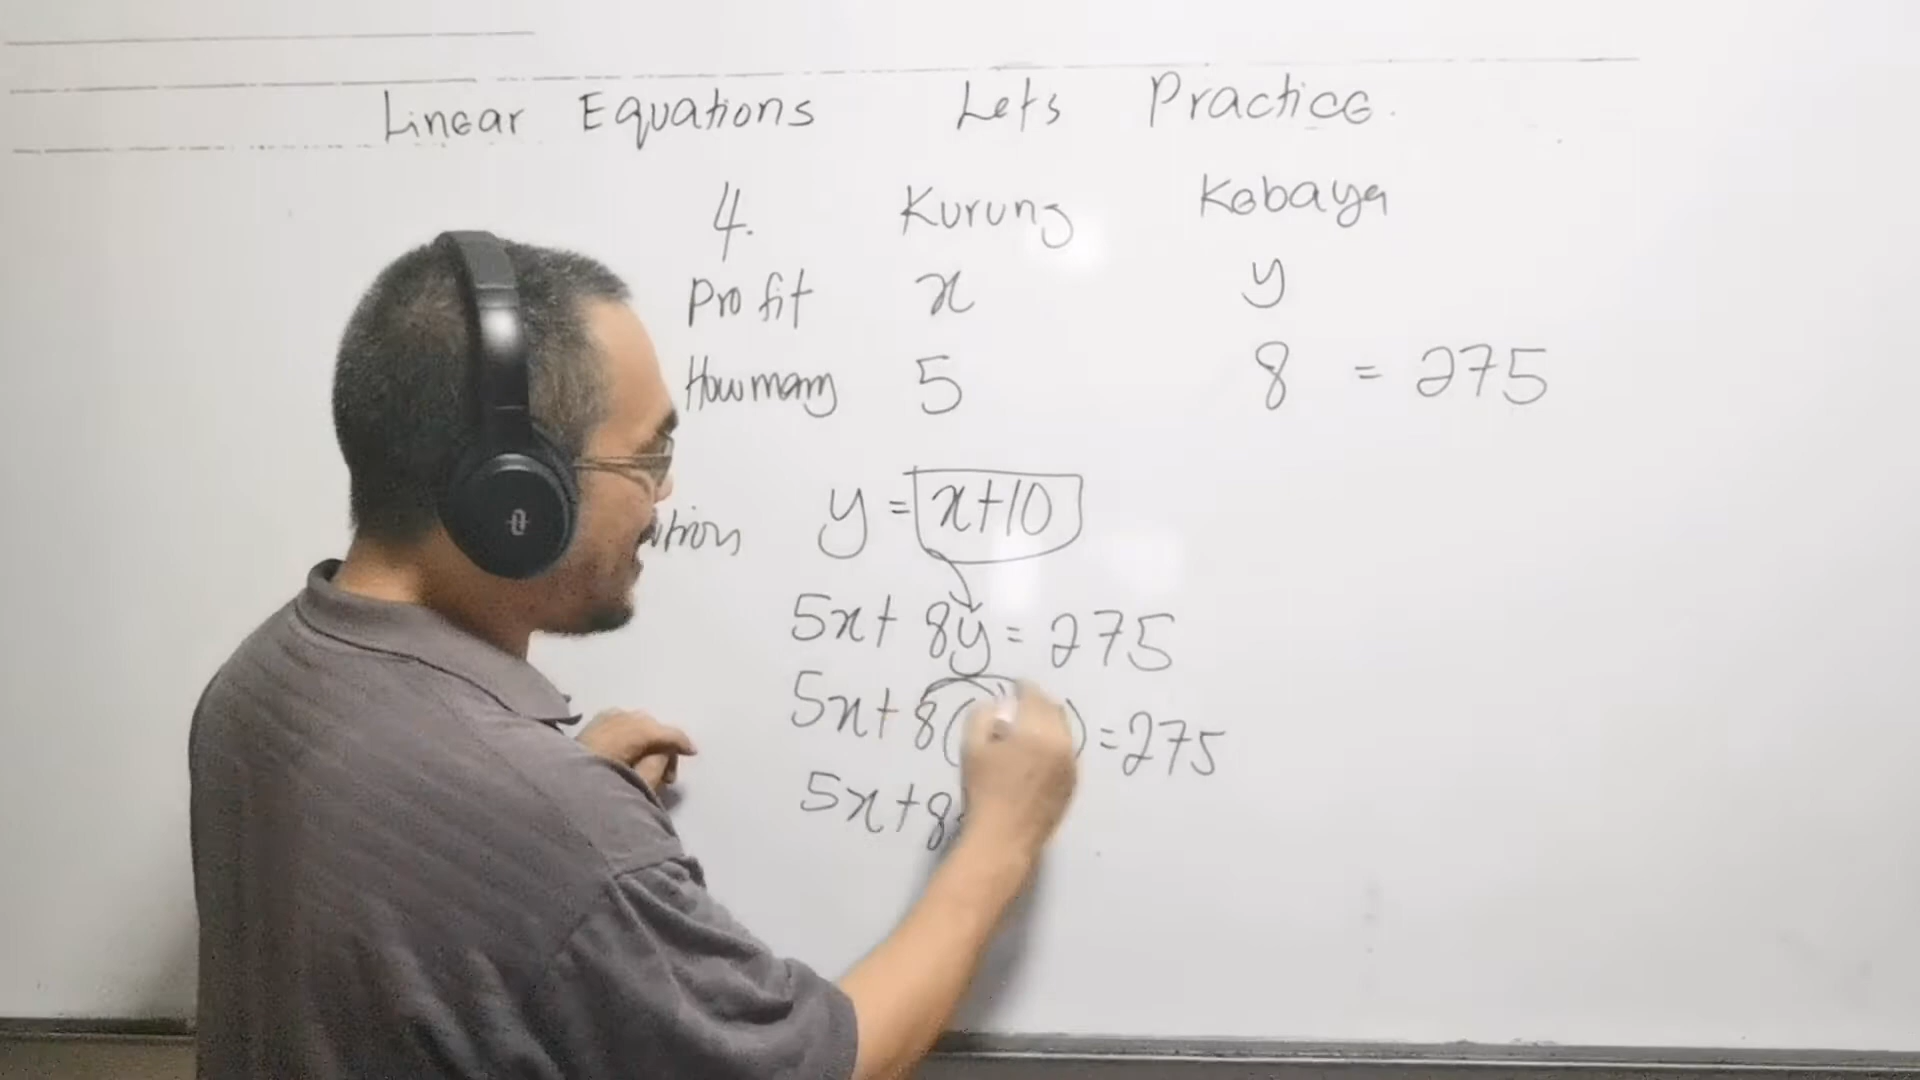 Linear Equations Lets Practice.
4. Kurung Kebaya
Profit x y
How many 5 8 = 275
y = x+10
5x + 8y = 275
5x + 8( ) = 275
5x + 8